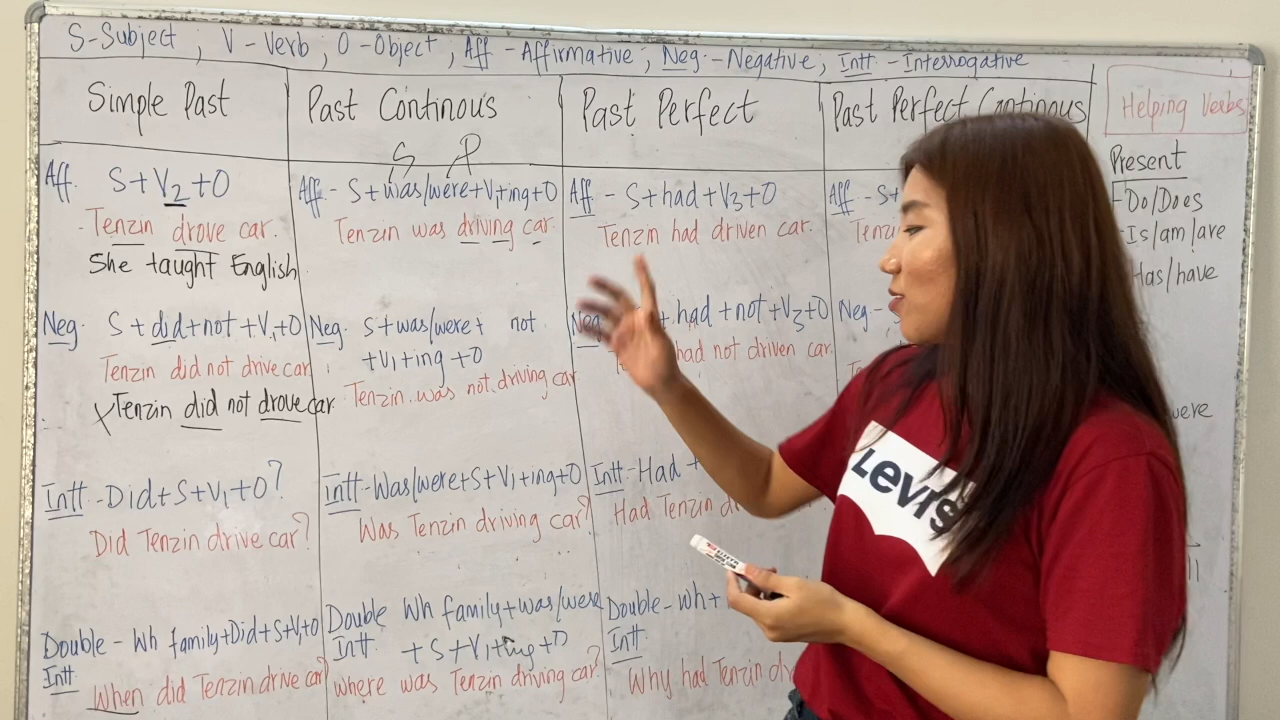 S-Subject, V-Verb, O-Object, Aff-Affirmative, Neg-Negative, Intt-Interrogative
Simple Past
Aff. S+V2+O
- Tenzin drove car.
She taught English
Neg. S+did+not+V1+O
Tenzin did not drive car
X Tenzin did not drove car.
Intt-Did+S+V1+O?
Did Tenzin drive car?
Double - Wh family+Did+S+V1+O
Intt
When did Tenzin drive car?
Past Continous
S P
Aff.- S+was/were+V1+ing+O
Tenzin was driving car.
Neg. S+was/were+ not
+V1+ing+O
Tenzin was not driving car
Intt-Was/were+S+V1+ing+O
Was Tenzin driving car?
Double Wh family+was/were
Intt +S+V1+ing+O
where was Tenzin driving car?
Past Perfect
Aff - S+had+V3+O
Tenzin had driven car.
Neg +had+not+V3+O
had not driven car.
Intt-Had +
Had Tenzin
Double-Wh+
Intt
Why had Tenzin
Past Perfect Continous
Aff - S+
Neg-
Helping Verbs
Present
-Do/Does
-Is/am/are
Has/have
were
LEVI'S